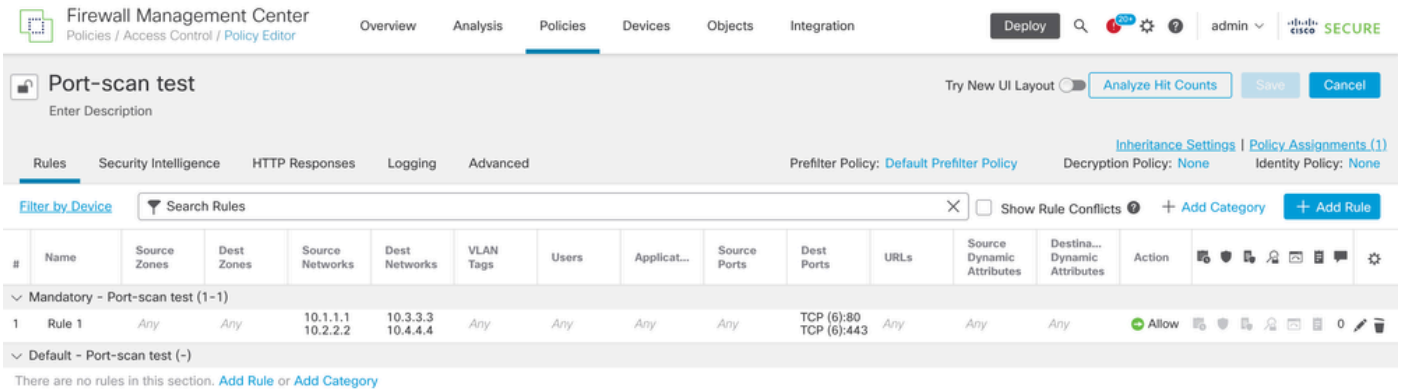 Firewall Management Center
Policies / Access Control / Policy Editor
Overview Analysis Policies Devices Objects Integration Deploy 20+ admin cisco SECURE
Port-scan test
Enter Description
Try New UI Layout Analyze Hit Counts Save Cancel
Inheritance Settings | Policy Assignments (1)
Rules Security Intelligence HTTP Responses Logging Advanced Prefilter Policy: Default Prefilter Policy Decryption Policy: None Identity Policy: None
Filter by Device Search Rules Show Rule Conflicts + Add Category + Add Rule
# Name Source Zones Dest Zones Source Networks Dest Networks VLAN Tags Users Applicat... Source Ports Dest Ports URLs Source Dynamic Attributes Destina... Dynamic Attributes Action
Mandatory - Port-scan test (1-1)
1 Rule 1 Any Any 10.1.1.1 10.2.2.2 10.3.3.3 10.4.4.4 Any Any Any Any TCP (6):80 TCP (6):443 Any Any Any Allow 0
Default - Port-scan test (-)
There are no rules in this section. Add Rule or Add Category